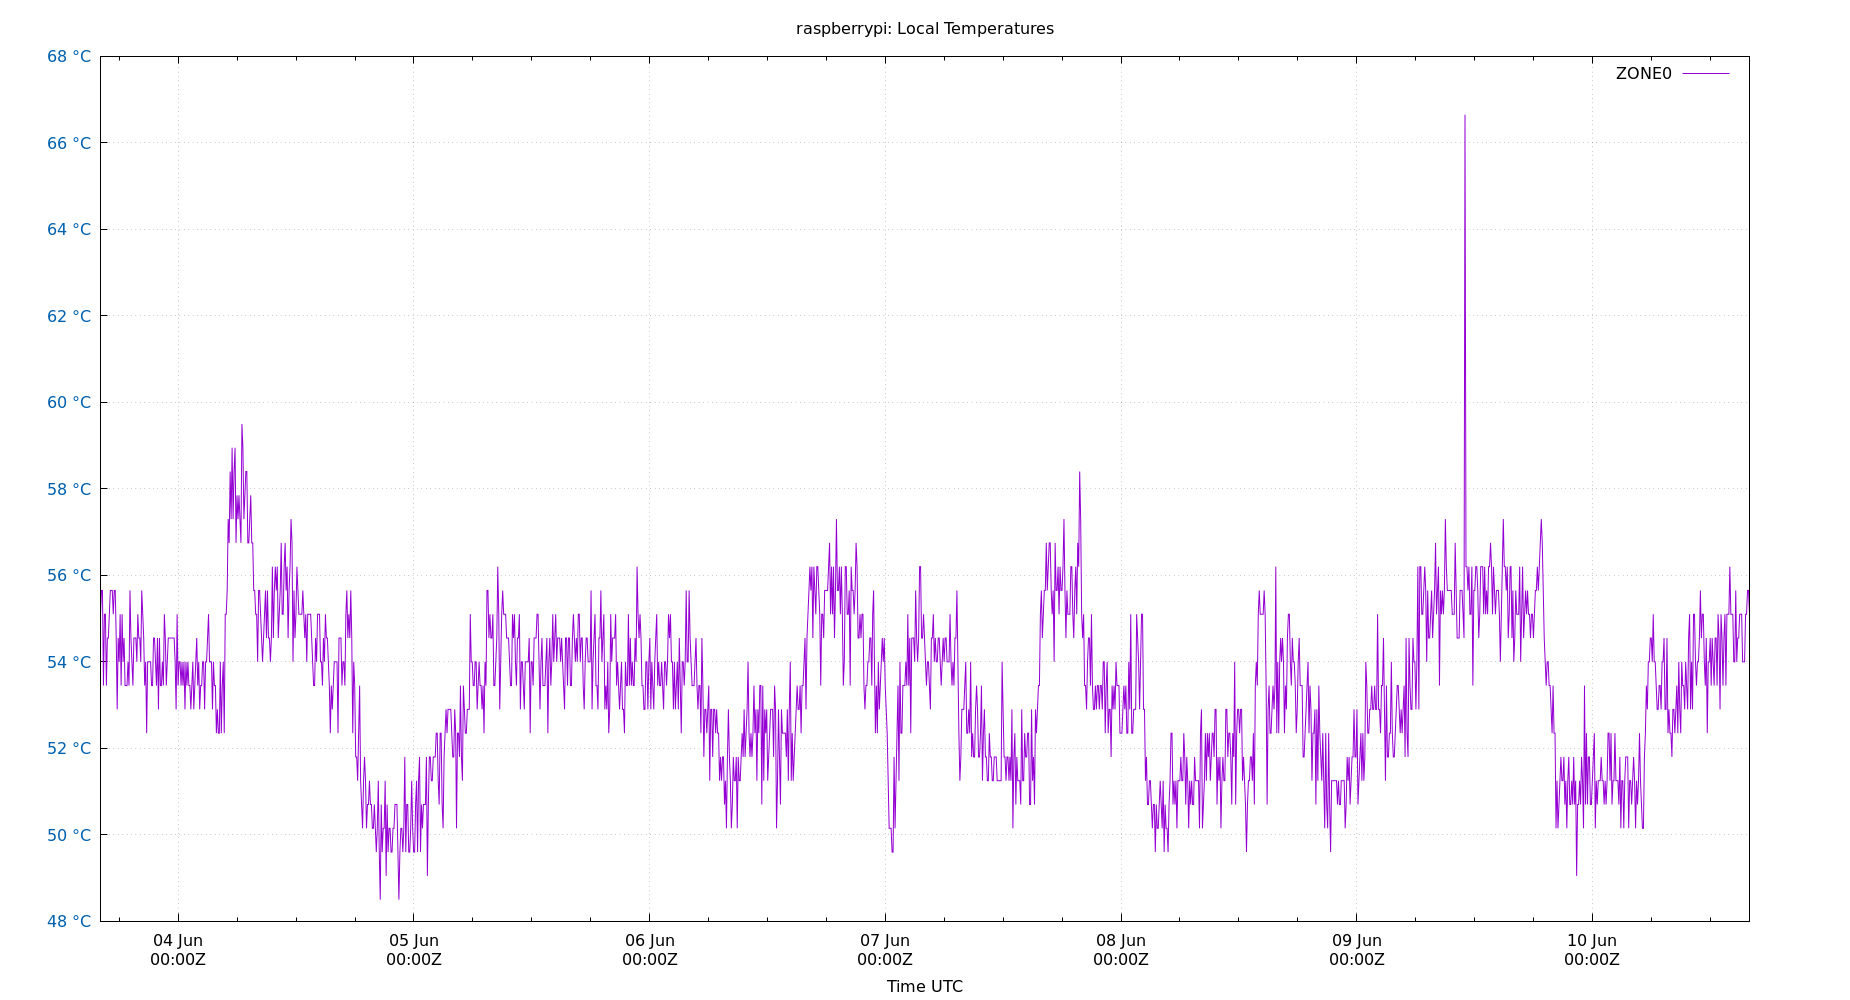 raspberrypi: Local Temperatures
ZONE0
68 °C
66 °C
64 °C
62 °C
60 °C
58 °C
56 °C
54 °C
52 °C
50 °C
48 °C
04 Jun 05 Jun 06 Jun 07 Jun 08 Jun 09 Jun 10 Jun
00:00Z 00:00Z 00:00Z 00:00Z 00:00Z 00:00Z 00:00Z
Time UTC